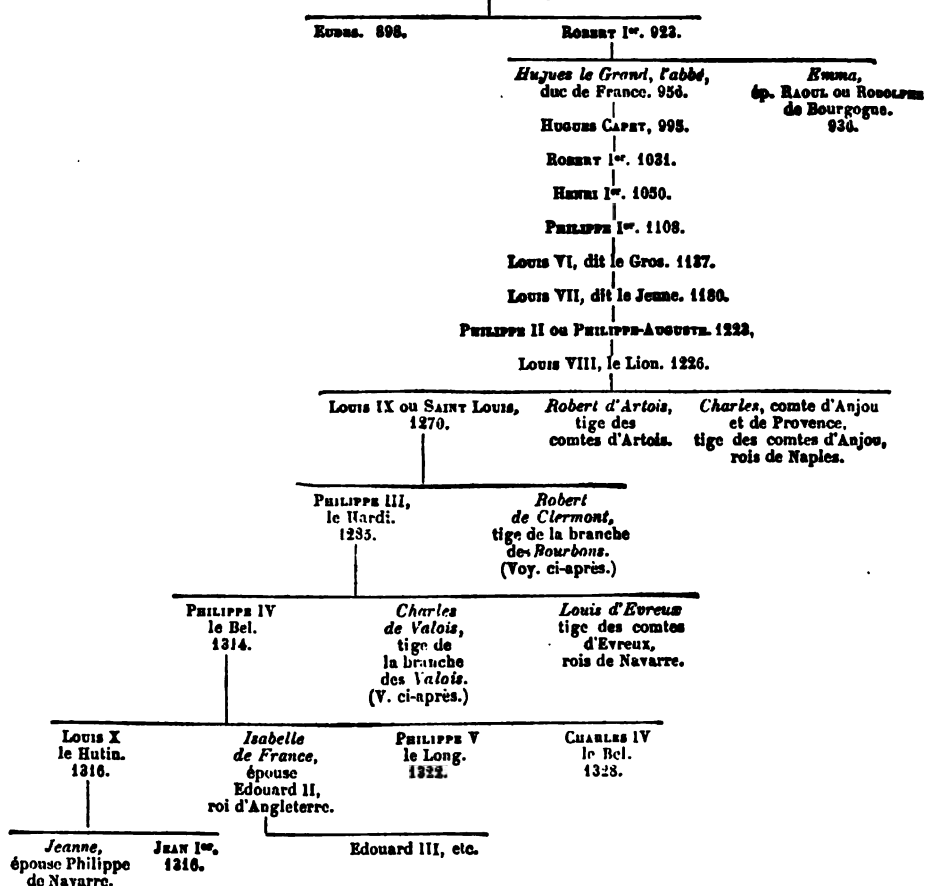 EUDES. 898.
ROBERT Ier. 923.
Hugues le Grand, l'abbé,
duc de France. 956.
Emma,
ép. RAOUL ou RODOLPHE
de Bourgogne.
936.
HUGUES CAPET, 995.
ROBERT Ier. 1031.
HENRI Ier. 1050.
PHILIPPE Ier. 1108.
LOUIS VI, dit le Gros. 1137.
LOUIS VII, dit le Jeune. 1180.
PHILIPPE II ou PHILIPPE-AUGUSTE. 1223,
LOUIS VIII, le Lion. 1226.
LOUIS IX ou SAINT LOUIS,
1270.
Robert d'Artois,
tige des
comtes d'Artois.
Charles, comte d'Anjou
et de Provence,
tige des comtes d'Anjou,
rois de Naples.
PHILIPPE III,
le Hardi.
1285.
Robert
de Clermont,
tige de la branche
des Bourbons.
(Voy. ci-après.)
PHILIPPE IV
le Bel.
1314.
Charles
de Valois,
tige de
la branche
des Valois.
(V. ci-après.)
Louis d'Evreux
tige des comtes
d'Evreux,
rois de Navarre.
LOUIS X
le Hutin.
1316.
Isabelle
de France,
épouse
Edouard II,
roi d'Angleterre.
PHILIPPE V
le Long.
1322.
CHARLES IV
le Bel.
1328.
Jeanne,
épouse Philippe
de Navarre.
JEAN Ier.
1316.
Edouard III, etc.